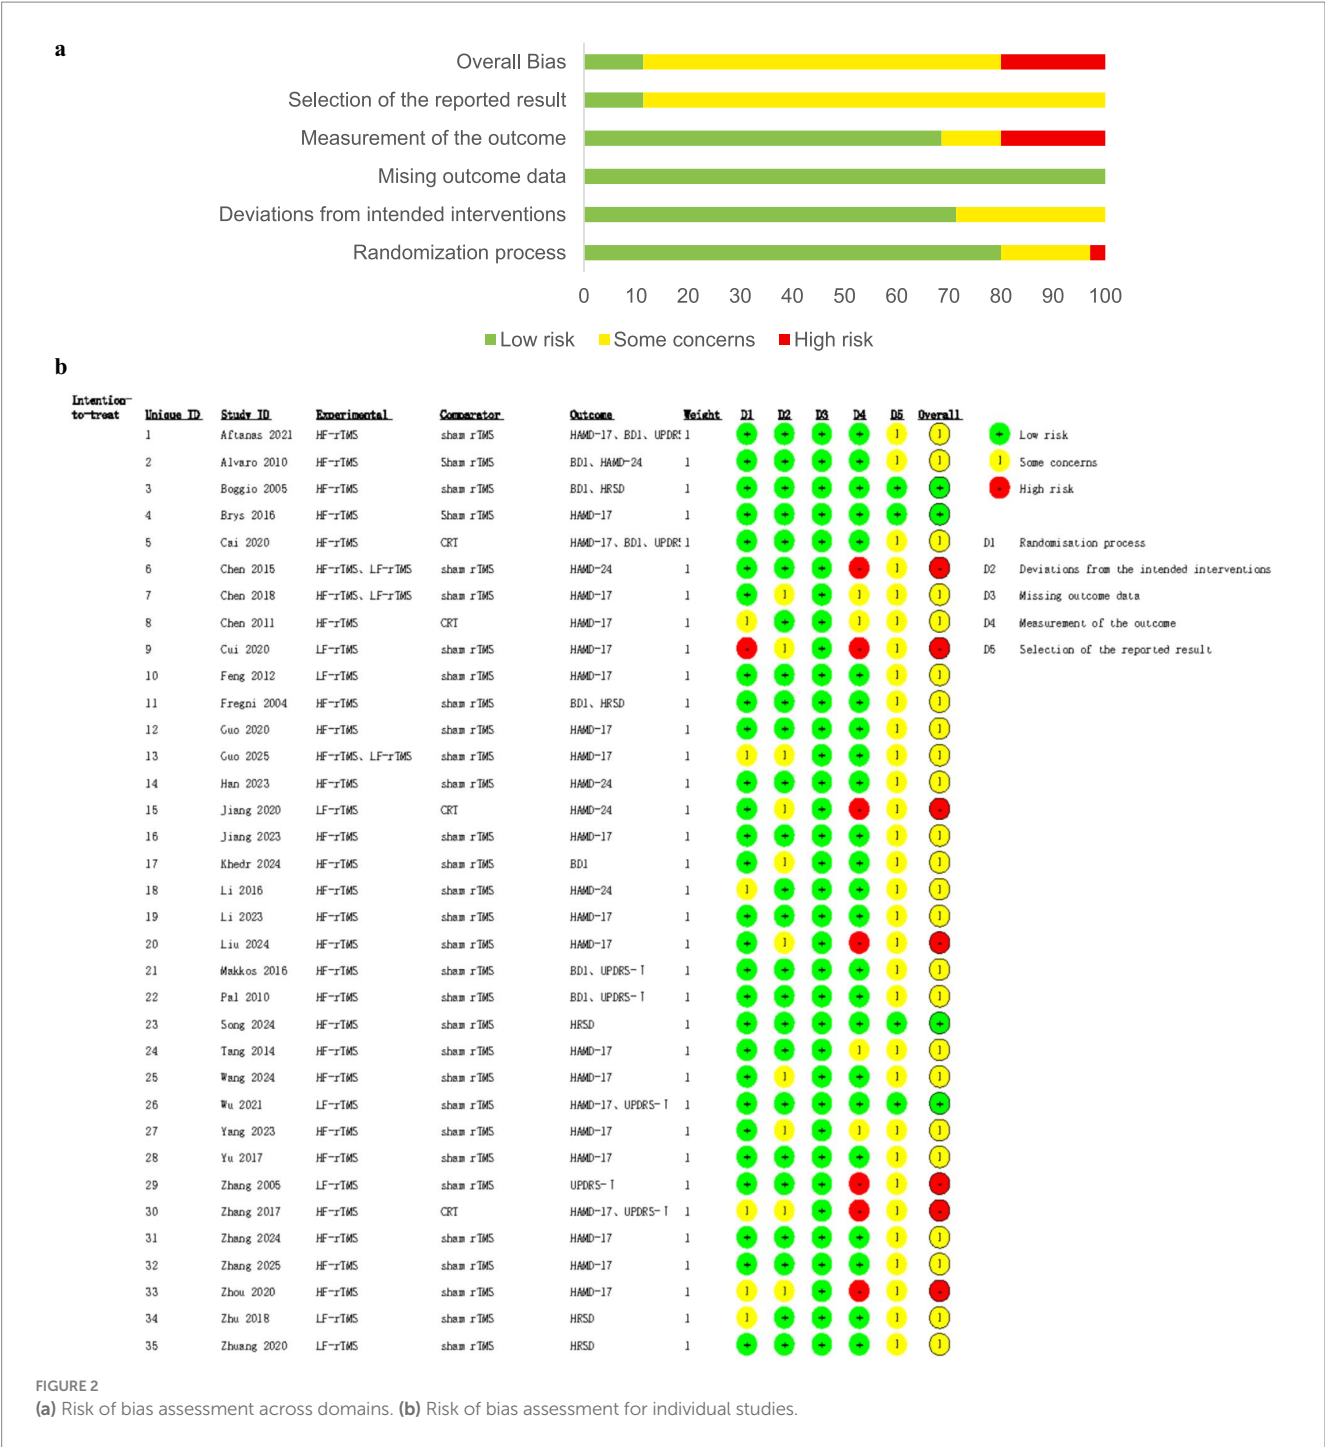 a
Overall Bias
Selection of the reported result
Measurement of the outcome
Mising outcome data
Deviations from intended interventions
Randomization process
0 10 20 30 40 50 60 70 80 90 100
Low risk Some concerns High risk
b
Intention-
to-treat Unique ID Study ID Experimental Comparator Outcome Weight D1 D2 D3 D4 D5 Overall
1 Aftanas 2021 HF-rTMS sham rTMS HAMD-17、BDI、UPDRS 1 + + + + ! !
2 Alvaro 2010 HF-rTMS Sham rTMS BDI、HAMD-24 1 + + + + ! !
3 Boggio 2005 HF-rTMS sham rTMS BDI、HRSD 1 + + + + + +
4 Brys 2016 HF-rTMS Sham rTMS HAMD-17 1 + + + + + +
5 Cai 2020 HF-rTMS CRT HAMD-17、BDI、UPDRS 1 + + + + ! !
6 Chen 2015 HF-rTMS、LF-rTMS sham rTMS HAMD-24 1 + + + - ! -
7 Chen 2018 HF-rTMS、LF-rTMS sham rTMS HAMD-17 1 + ! + ! ! !
8 Chen 2011 HF-rTMS CRT HAMD-17 1 ! + + ! ! !
9 Cui 2020 LF-rTMS sham rTMS HAMD-17 1 - ! + - ! -
10 Feng 2012 LF-rTMS sham rTMS HAMD-17 1 + + + + ! !
11 Fregni 2004 HF-rTMS sham rTMS BDI、HRSD 1 + + + + ! !
12 Guo 2020 HF-rTMS sham rTMS HAMD-17 1 + + + + ! !
13 Guo 2025 HF-rTMS、LF-rTMS sham rTMS HAMD-17 1 ! ! + + ! !
14 Han 2023 HF-rTMS sham rTMS HAMD-24 1 + + + + ! !
15 Jiang 2020 LF-rTMS CRT HAMD-24 1 + ! + - ! -
16 Jiang 2023 HF-rTMS sham rTMS HAMD-17 1 + + + + ! !
17 Khedr 2024 HF-rTMS sham rTMS BDI 1 + ! + + ! !
18 Li 2016 HF-rTMS sham rTMS HAMD-24 1 ! + + + ! !
19 Li 2023 HF-rTMS sham rTMS HAMD-17 1 + + + + ! !
20 Liu 2024 HF-rTMS sham rTMS HAMD-17 1 + ! + - ! -
21 Makkos 2016 HF-rTMS sham rTMS BDI、UPDRS-I 1 + + + + ! !
22 Pal 2010 HF-rTMS sham rTMS BDI、UPDRS-I 1 + + + + ! !
23 Song 2024 HF-rTMS sham rTMS HRSD 1 + + + + + +
24 Tang 2014 HF-rTMS sham rTMS HAMD-17 1 + + + ! ! !
25 Wang 2024 HF-rTMS sham rTMS HAMD-17 1 + ! + + ! !
26 Wu 2021 LF-rTMS sham rTMS HAMD-17、UPDRS-I 1 + + + + + +
27 Yang 2023 HF-rTMS sham rTMS HAMD-17 1 + ! + ! ! !
28 Yu 2017 HF-rTMS sham rTMS HAMD-17 1 + + + + ! !
29 Zhang 2005 LF-rTMS sham rTMS UPDRS-I 1 + + + - ! -
30 Zhang 2017 HF-rTMS CRT HAMD-17、UPDRS-I 1 ! ! + - ! -
31 Zhang 2024 HF-rTMS sham rTMS HAMD-17 1 + + + + ! !
32 Zhang 2025 HF-rTMS sham rTMS HAMD-17 1 + + + + ! !
33 Zhou 2020 HF-rTMS sham rTMS HAMD-17 1 ! ! + - ! -
34 Zhu 2018 LF-rTMS sham rTMS HRSD 1 ! + + + ! !
35 Zhuang 2020 LF-rTMS sham rTMS HRSD 1 + + + + ! !
+ Low risk
! Some concerns
- High risk
D1 Randomisation process
D2 Deviations from the intended interventions
D3 Missing outcome data
D4 Measurement of the outcome
D5 Selection of the reported result
FIGURE 2
(a) Risk of bias assessment across domains. (b) Risk of bias assessment for individual studies.